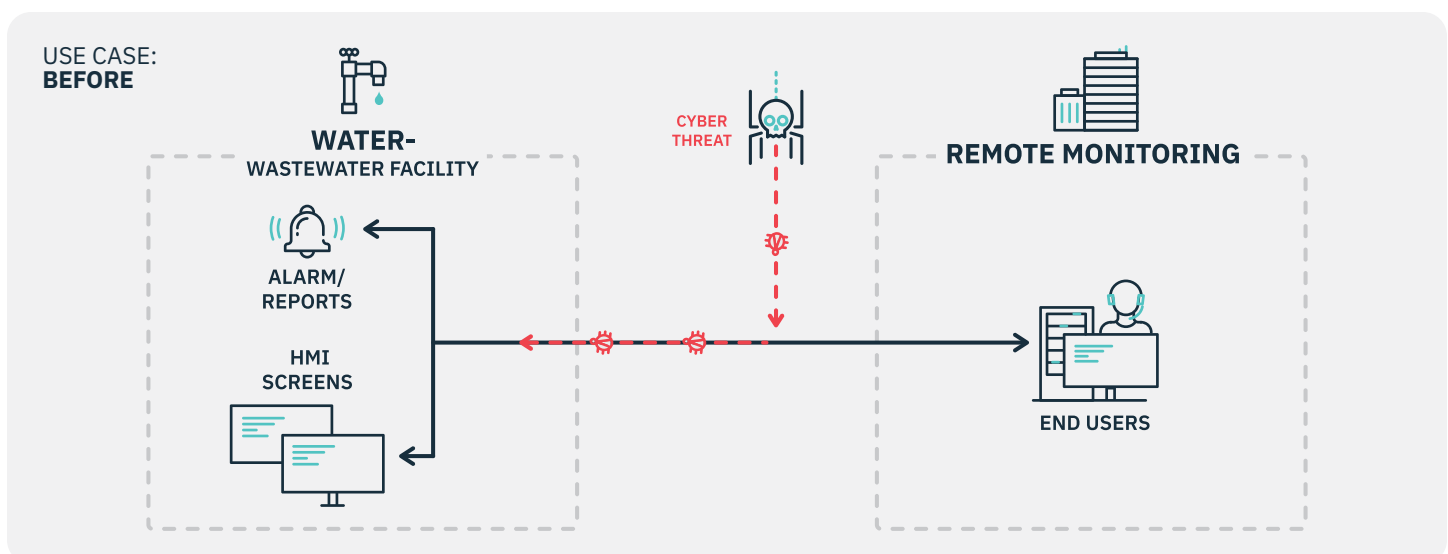 USE CASE:
BEFORE
WATER-
WASTEWATER FACILITY
CYBER
THREAT
REMOTE MONITORING
ALARM/
REPORTS
HMI
SCREENS
END USERS